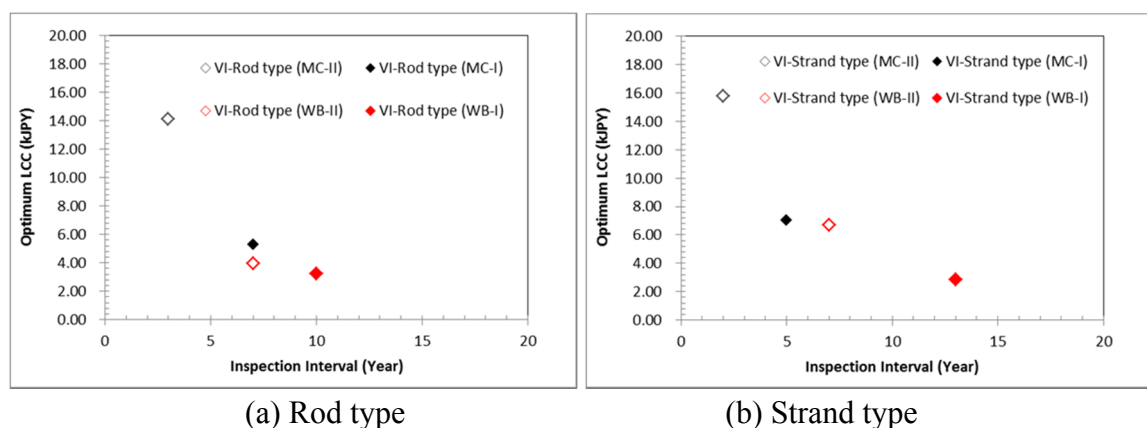 20.00
18.00
16.00
14.00
12.00
10.00
8.00
6.00
4.00
2.00
0.00
Optimum LCC (kJPY)
VI-Rod type (MC-II) VI-Rod type (MC-I)
VI-Rod type (WB-II) VI-Rod type (WB-I)
0 5 10 15 20
Inspection Interval (Year)
(a) Rod type
20.00
18.00
16.00
14.00
12.00
10.00
8.00
6.00
4.00
2.00
0.00
Optimum LCC (kJPY)
VI-Strand type (MC-II) VI-Strand type (MC-I)
VI-Strand type (WB-II) VI-Strand type (WB-I)
0 5 10 15 20
Inspection Interval (Year)
(b) Strand type